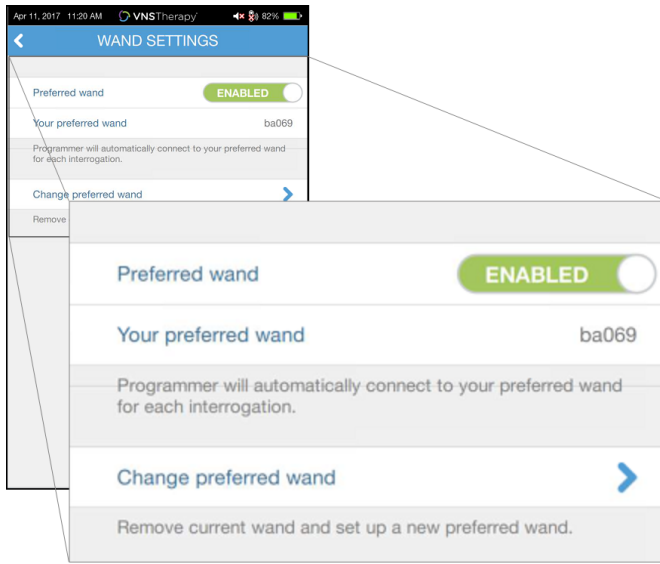 Apr 11, 2017 11:20 AM VNSTherapy 82%
WAND SETTINGS
Preferred wand ENABLED
Your preferred wand ba069
Programmer will automatically connect to your preferred wand
for each interrogation.
Change preferred wand
Remove
Preferred wand ENABLED
Your preferred wand ba069
Programmer will automatically connect to your preferred wand
for each interrogation.
Change preferred wand
Remove current wand and set up a new preferred wand.